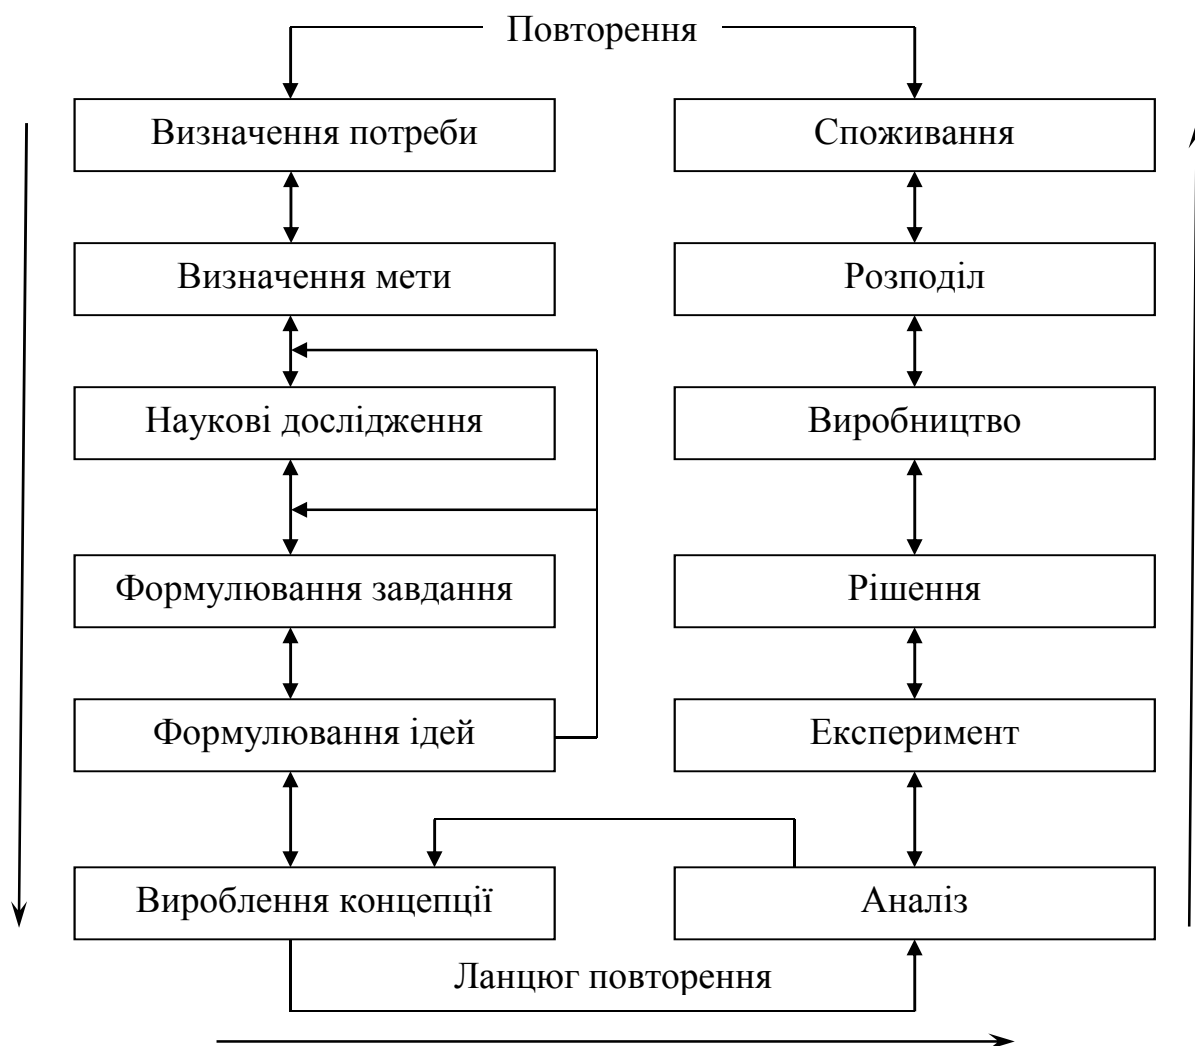 Повторення
Визначення потреби
Споживання
Визначення мети
Розподіл
Наукові дослідження
Виробництво
Формулювання завдання
Рішення
Формулювання ідей
Експеримент
Вироблення концепції
Аналіз
Ланцюг повторення